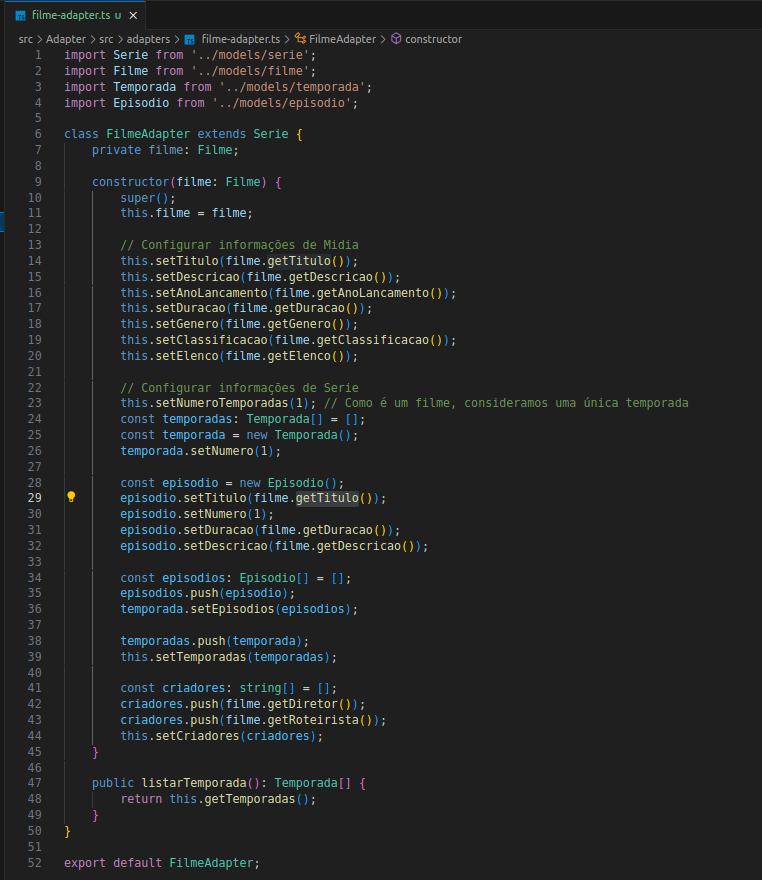 filme-adapter.ts U
src > Adapter > src > adapters > filme-adapter.ts > FilmeAdapter > constructor
1 import Serie from '../models/serie';
2 import Filme from '../models/filme';
3 import Temporada from '../models/temporada';
4 import Episodio from '../models/episodio';
5
6 class FilmeAdapter extends Serie {
7 private filme: Filme;
8
9 constructor(filme: Filme) {
10 super();
11 this.filme = filme;
12
13 // Configurar informações de Midia
14 this.setTitulo(filme.getTitulo());
15 this.setDescricao(filme.getDescricao());
16 this.setAnoLancamento(filme.getAnoLancamento());
17 this.setDuracao(filme.getDuracao());
18 this.setGenero(filme.getGenero());
19 this.setClassificacao(filme.getClassificacao());
20 this.setElenco(filme.getElenco());
21
22 // Configurar informações de Serie
23 this.setNumeroTemporadas(1); // Como é um filme, consideramos uma única temporada
24 const temporadas: Temporada[] = [];
25 const temporada = new Temporada();
26 temporada.setNumero(1);
27
28 const episodio = new Episodio();
29 episodio.setTitulo(filme.getTitulo());
30 episodio.setNumero(1);
31 episodio.setDuracao(filme.getDuracao());
32 episodio.setDescricao(filme.getDescricao());
33
34 const episodios: Episodio[] = [];
35 episodios.push(episodio);
36 temporada.setEpisodios(episodios);
37
38 temporadas.push(temporada);
39 this.setTemporadas(temporadas);
40
41 const criadores: string[] = [];
42 criadores.push(filme.getDiretor());
43 criadores.push(filme.getRoteirista());
44 this.setCriadores(criadores);
45 }
46
47 public listarTemporada(): Temporada[] {
48 return this.getTemporadas();
49 }
50 }
51
52 export default FilmeAdapter;